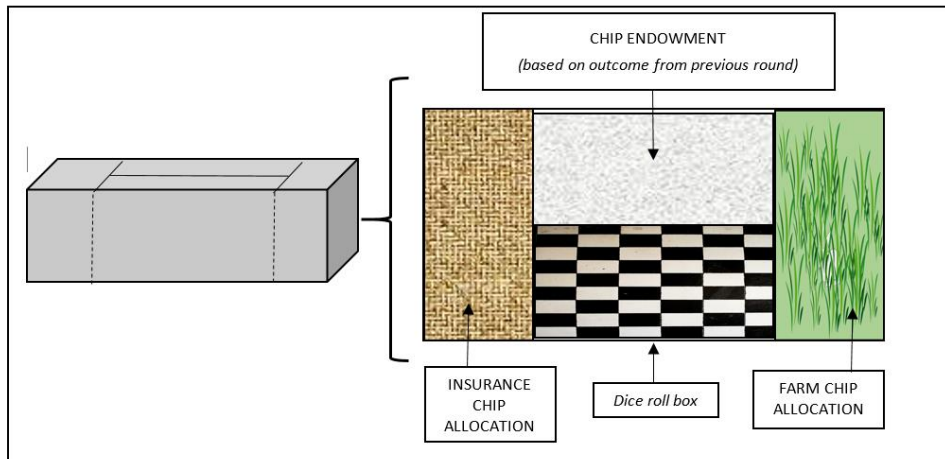 CHIP ENDOWMENT
(based on outcome from previous round)
INSURANCE
CHIP
ALLOCATION
Dice roll box
FARM CHIP
ALLOCATION